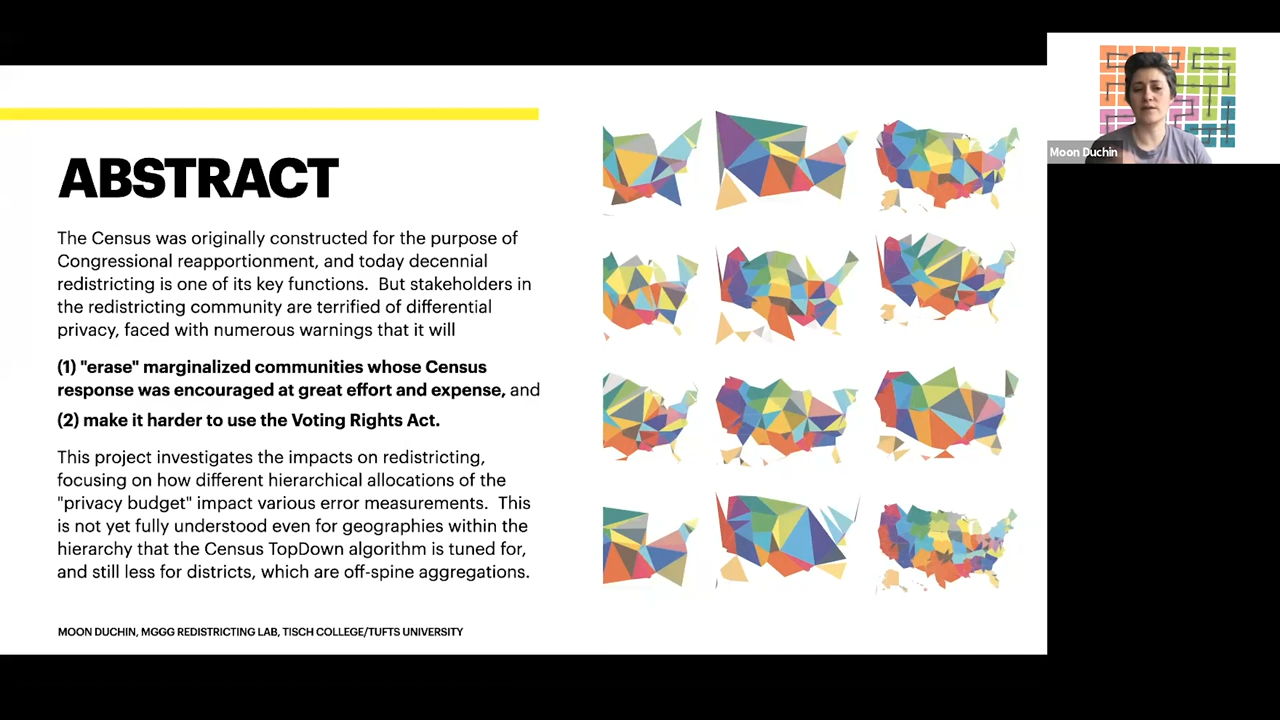 ABSTRACT
The Census was originally constructed for the purpose of
Congressional reapportionment, and today decennial
redistricting is one of its key functions.  But stakeholders in
the redistricting community are terrified of differential
privacy, faced with numerous warnings that it will
(1) "erase" marginalized communities whose Census
response was encouraged at great effort and expense, and
(2) make it harder to use the Voting Rights Act.
This project investigates the impacts on redistricting,
focusing on how different hierarchical allocations of the
"privacy budget" impact various error measurements.  This
is not yet fully understood even for geographies within the
hierarchy that the Census TopDown algorithm is tuned for,
and still less for districts, which are off-spine aggregations.
MOON DUCHIN, MGGG REDISTRICTING LAB, TISCH COLLEGE/TUFTS UNIVERSITY
Moon Duchin